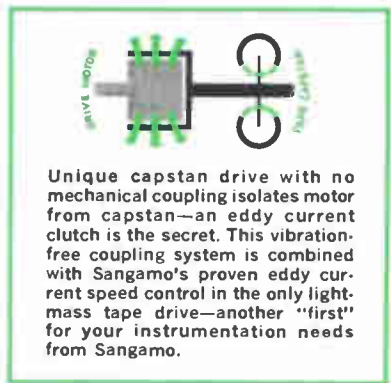 DRIVE MOTOR
TAPE CAPSTAN
Unique capstan drive with no
mechanical coupling isolates motor
from capstan—an eddy current
clutch is the secret. This vibration-
free coupling system is combined
with Sangamo's proven eddy cur-
rent speed control in the only light-
mass tape drive—another "first"
for your instrumentation needs
from Sangamo.